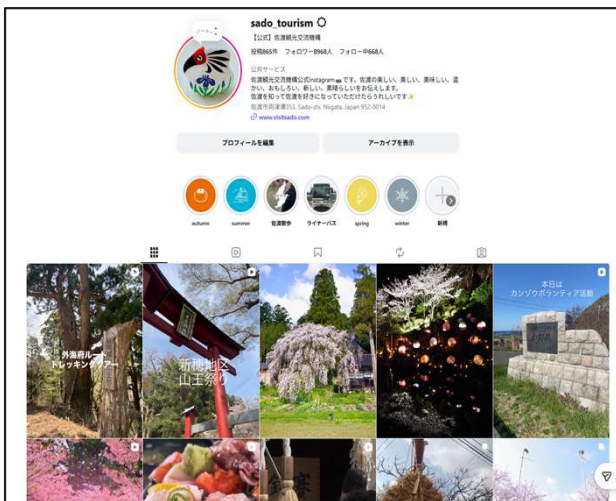 sado_tourism
【公式】佐渡観光交流機構
投稿865件 フォロワー8968人 フォロー中668人
公共サービス
佐渡観光交流機構公式Instagramです。佐渡の美しい、美しい、美味しい、温
かい、おもしろい、新しい、素晴らしいをお伝えします。
佐渡を知って佐渡を好きになっていただけたらうれしいです
佐渡市両津湊353, Sado-shi, Niigata, Japan 952-0014
www.visitsado.com
プロフィールを編集
アーカイブを表示
autumn
summer
佐渡散歩
ライナーバス
spring
winter
新規
外海府ルート
トレッキングツアー
新穂地区
山王祭り
本日は
カンゾウボランティア活動